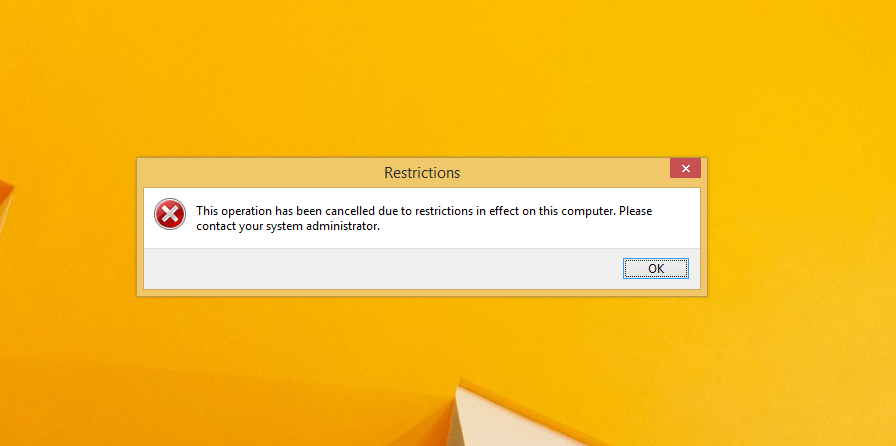 Restrictions
This operation has been cancelled due to restrictions in effect on this computer. Please
contact your system administrator.
OK